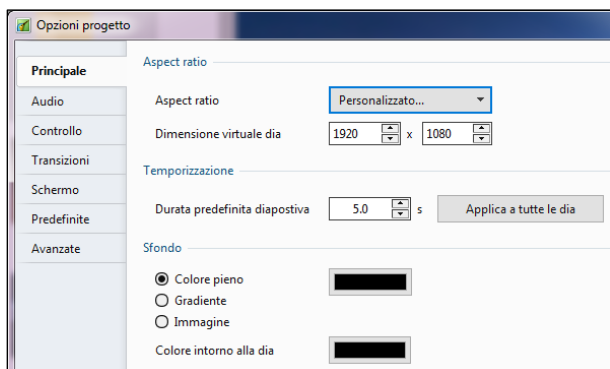 Opzioni progetto
Principale
Audio
Controllo
Transizioni
Schermo
Predefinite
Avanzate
Aspect ratio
Aspect ratio Personalizzato...
Dimensione virtuale dia 1920 x 1080
Temporizzazione
Durata predefinita diapostiva 5.0 s Applica a tutte le dia
Sfondo
Colore pieno
Gradiente
Immagine
Colore intorno alla dia